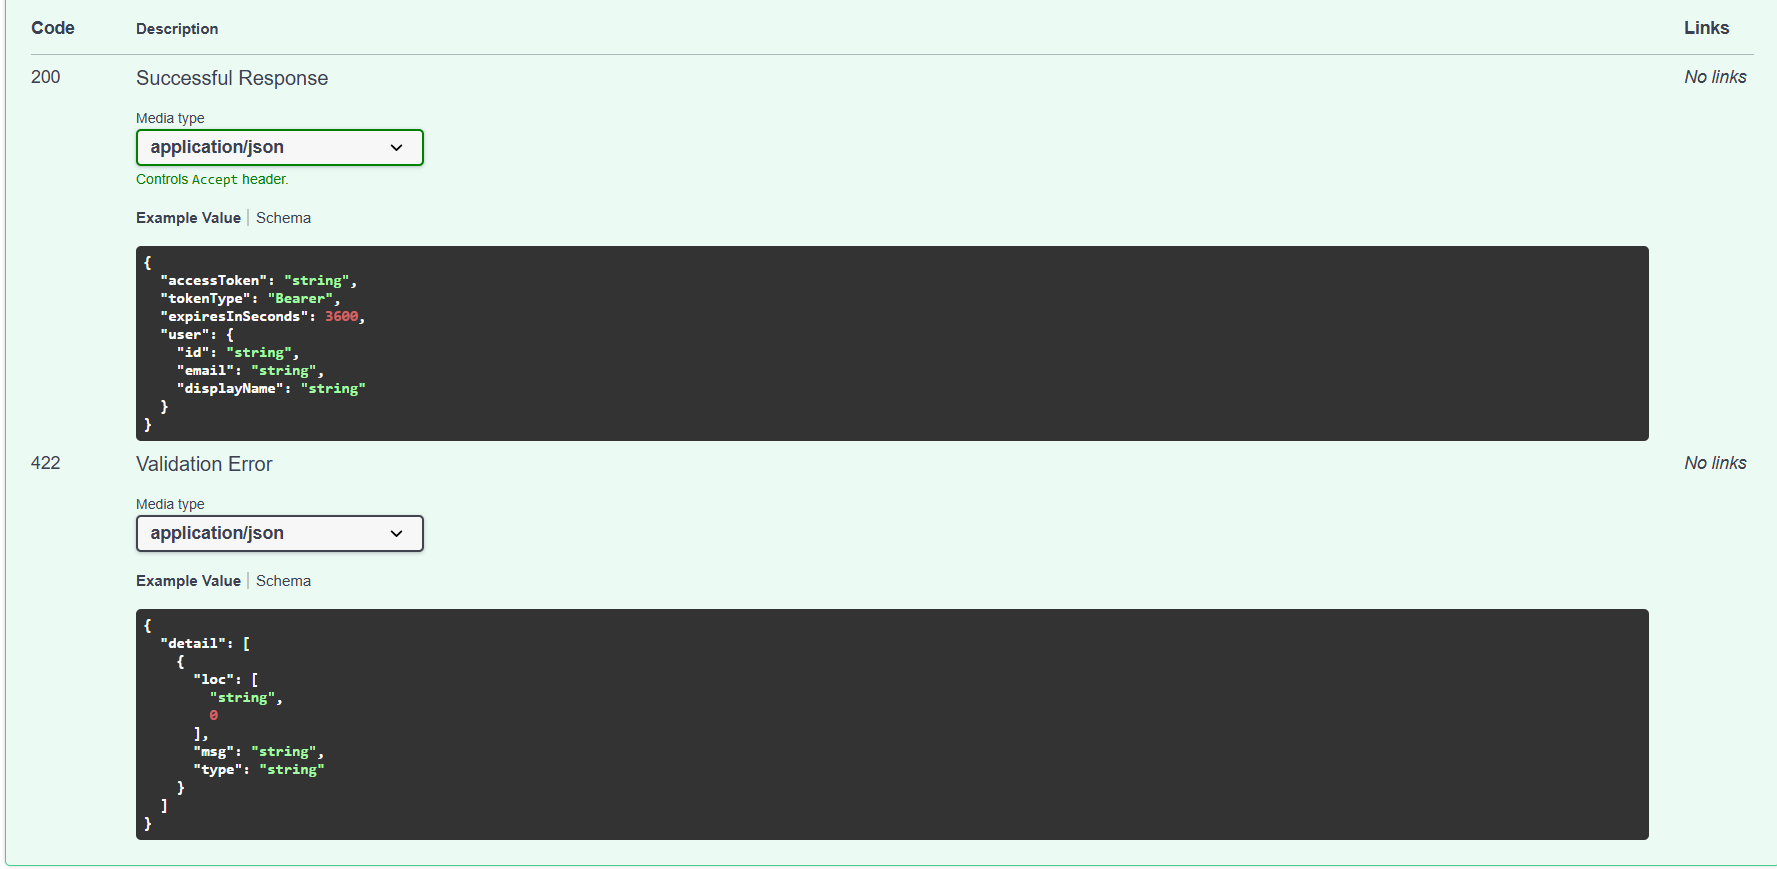 Code Description Links
200 Successful Response No links
Media type
application/json
Controls Accept header.
Example Value Schema
{
  "accessToken": "string",
  "tokenType": "Bearer",
  "expiresInSeconds": 3600,
  "user": {
    "id": "string",
    "email": "string",
    "displayName": "string"
  }
}
422 Validation Error No links
Media type
application/json
Example Value Schema
{
  "detail": [
    {
      "loc": [
        "string",
        0
      ],
      "msg": "string",
      "type": "string"
    }
  ]
}